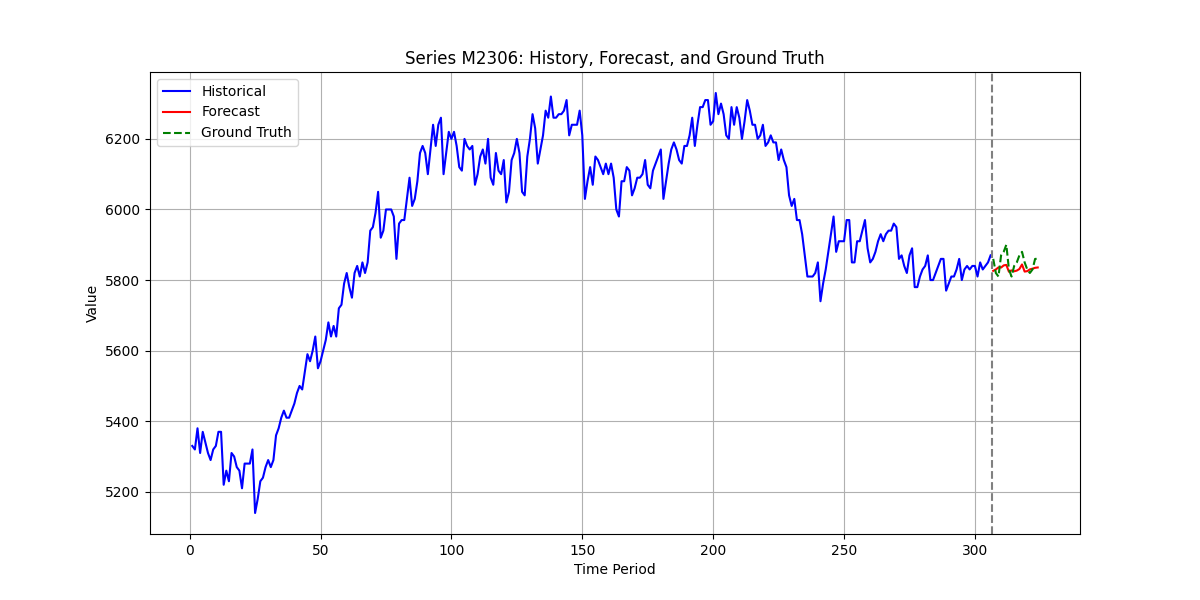 Series M2306: History, Forecast, and Ground Truth
Historical
Forecast
Ground Truth
Value
6200
6000
5800
5600
5400
5200
0 50 100 150 200 250 300
Time Period